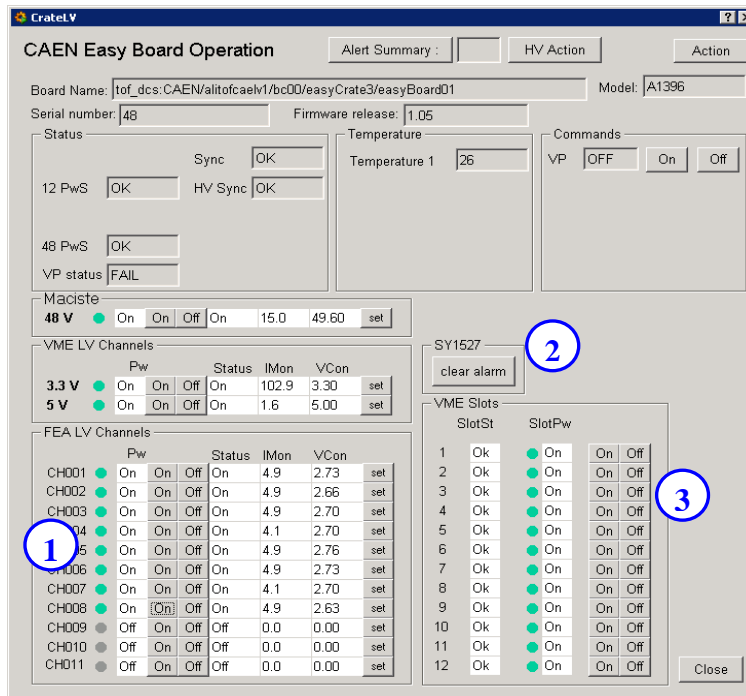 CrateLV
CAEN Easy Board Operation Alert Summary : HV Action Action
Board Name: tof_dcs:CAEN/alitofcaelv1/bc00/easyCrate3/easyBoard01 Model: A1396
Serial number: 48 Firmware release: 1.05
Status
Sync OK
12 PwS OK HV Sync OK
48 PwS OK
VP status FAIL
Temperature
Temperature 1 26
Commands
VP OFF On Off
Maciste
48 V On On Off On 15.0 49.60 set
VME LV Channels
Pw Status IMon VCon
3.3 V On On Off On 102.9 3.30 set
5 V On On Off On 1.6 5.00 set
SY1527
clear alarm
2
FEA LV Channels
Pw Status IMon VCon
CH001 On On Off On 4.9 2.73 set
CH002 On On Off On 4.9 2.66 set
CH003 On On Off On 4.9 2.70 set
04 On On Off On 4.1 2.70 set
05 On On Off On 4.9 2.76 set
CH006 On On Off On 4.9 2.73 set
CH007 On On Off On 4.1 2.70 set
CH008 On On Off On 4.9 2.63 set
CH009 Off On Off Off 0.0 0.00 set
CH010 Off On Off Off 0.0 0.00 set
CH011 Off On Off Off 0.0 0.00 set
1
VME Slots
SlotSt SlotPw
1 Ok On On Off
2 Ok On On Off
3 Ok On On Off
4 Ok On On Off
5 Ok On On Off
6 Ok On On Off
7 Ok On On Off
8 Ok On On Off
9 Ok On On Off
10 Ok On On Off
11 Ok On On Off
12 Ok On On Off
3
Close